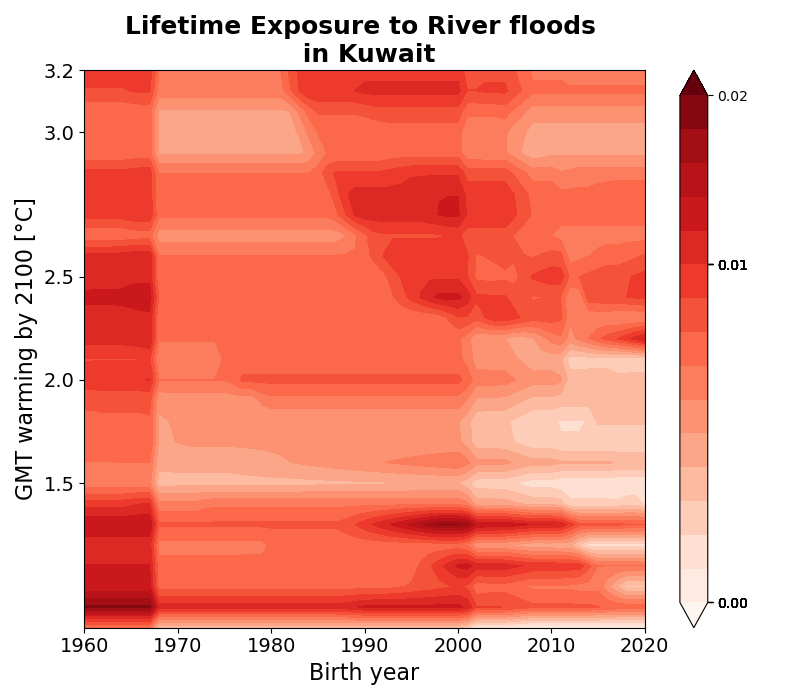 Lifetime Exposure to River floods
in Kuwait
3.2
3.0
2.5
2.0
1.5
GMT warming by 2100 [°C]
1960 1970 1980 1990 2000 2010 2020
Birth year
0.02
0.01
0.00